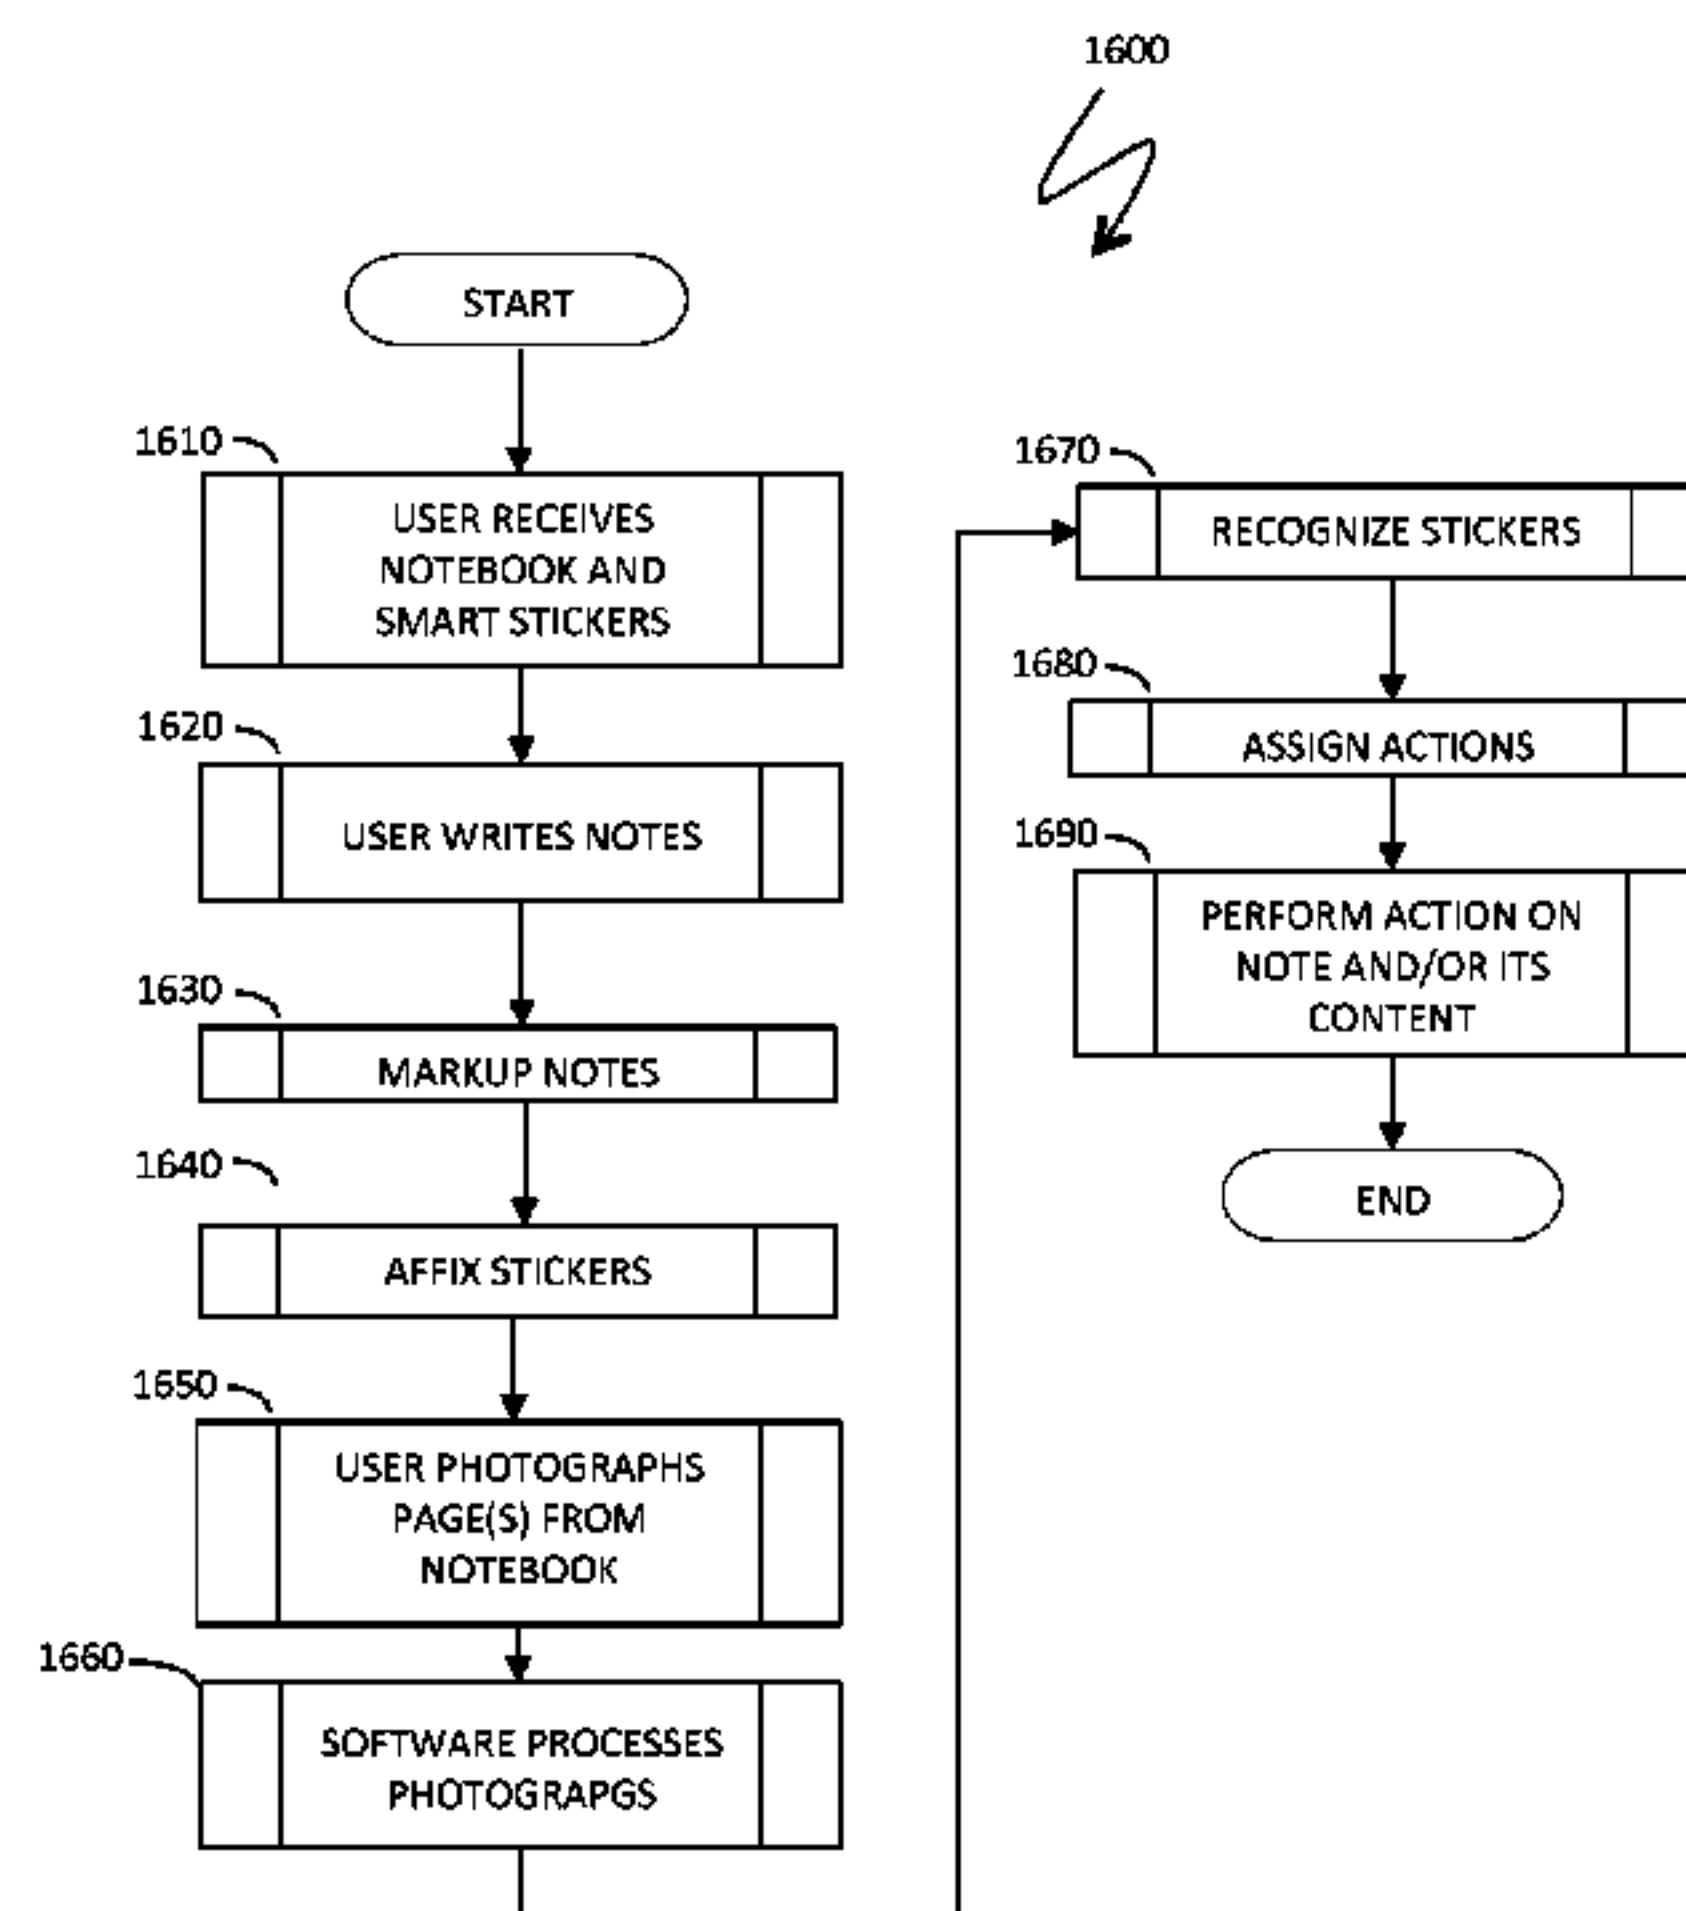 1600
START
1610
USER RECEIVES
NOTEBOOK AND
SMART STICKERS
1620
USER WRITES NOTES
1630
MARKUP NOTES
1640
AFFIX STICKERS
1650
USER PHOTOGRAPHS
PAGE(S) FROM
NOTEBOOK
1660
SOFTWARE PROCESSES
PHOTOGRAPGS
1670
RECOGNIZE STICKERS
1680
ASSIGN ACTIONS
1690
PERFORM ACTION ON
NOTE AND/OR ITS
CONTENT
END